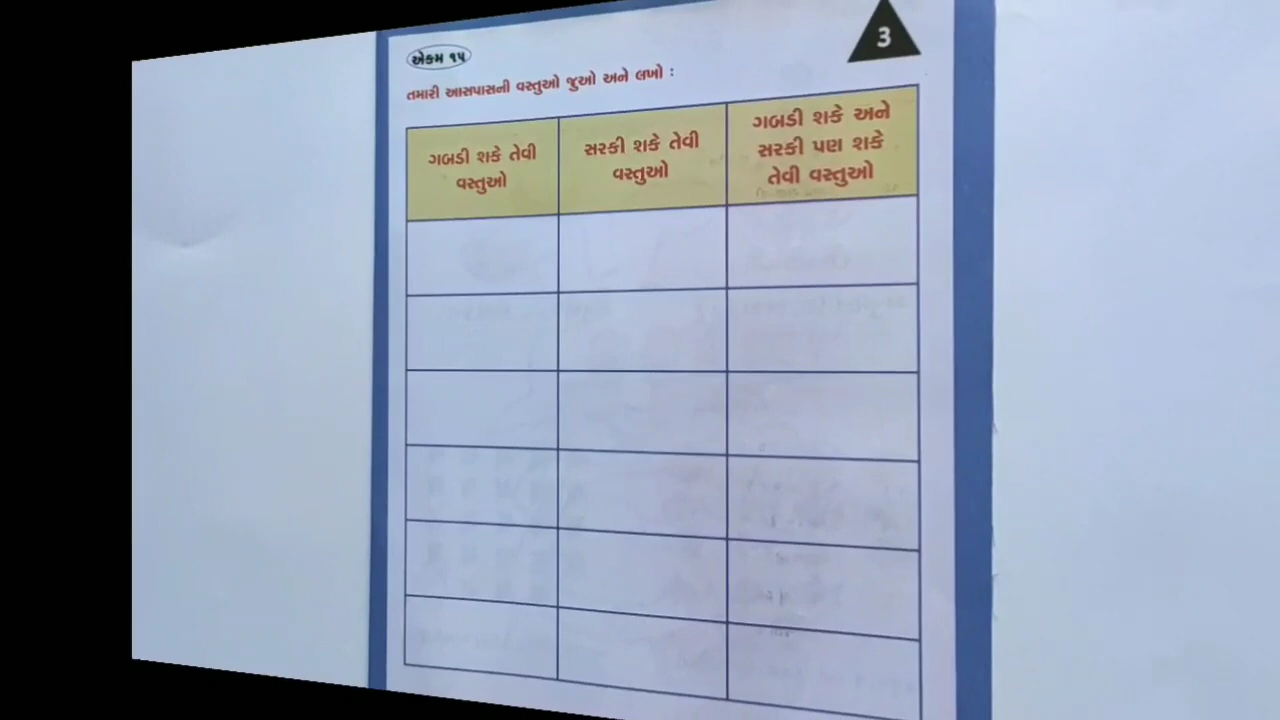 એકમ ૧૫
3
તમારી આસપાસની વસ્તુઓ જુઓ અને લખો :
ગબડી શકે તેવી
વસ્તુઓ
સરકી શકે તેવી
વસ્તુઓ
ગબડી શકે અને
સરકી પણ શકે
તેવી વસ્તુઓ